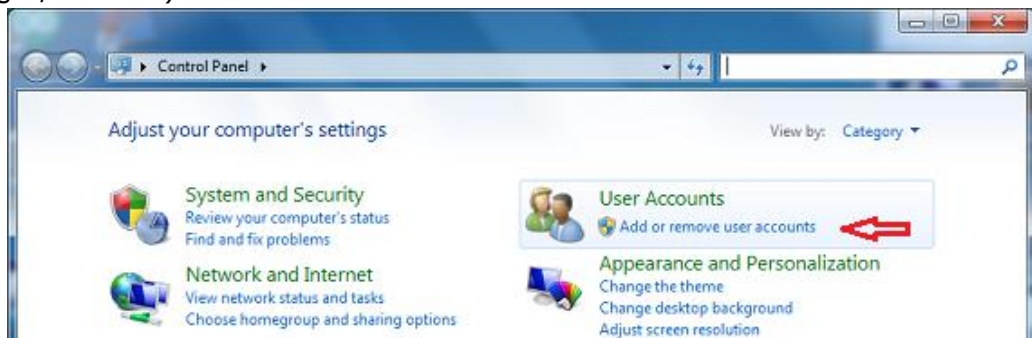 Control Panel
Adjust your computer's settings
View by: Category
System and Security
Review your computer's status
Find and fix problems
Network and Internet
View network status and tasks
Choose homegroup and sharing options
User Accounts
Add or remove user accounts
Appearance and Personalization
Change the theme
Change desktop background
Adjust screen resolution